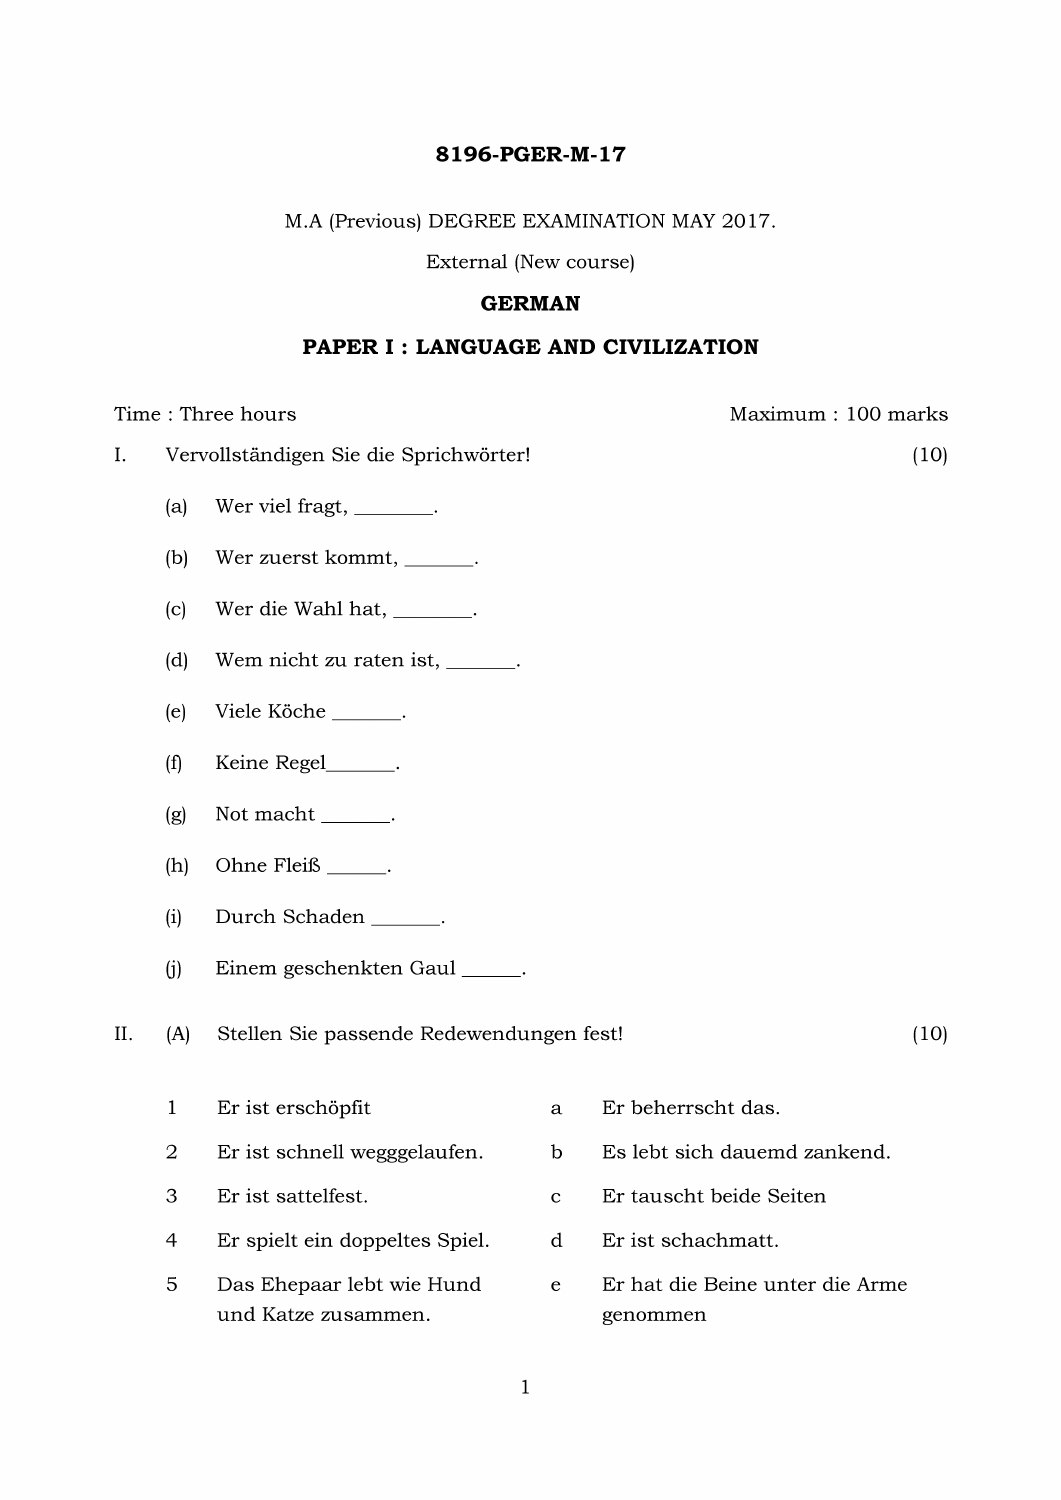 8196-PGER-M-17
M.A (Previous) DEGREE EXAMINATION MAY 2017.
External (New course)
GERMAN
PAPER I : LANGUAGE AND CIVILIZATION
Time : Three hours Maximum : 100 marks
I. Vervollständigen Sie die Sprichwörter! (10)
(a) Wer viel fragt, ________.
(b) Wer zuerst kommt, _______.
(c) Wer die Wahl hat, ________.
(d) Wem nicht zu raten ist, _______.
(e) Viele Köche _______.
(f) Keine Regel_______.
(g) Not macht _______.
(h) Ohne Fleiß ______.
(i) Durch Schaden _______.
(j) Einem geschenkten Gaul ______.
II. (A) Stellen Sie passende Redewendungen fest! (10)
1 Er ist erschöpfit a Er beherrscht das.
2 Er ist schnell wegggelaufen. b Es lebt sich dauemd zankend.
3 Er ist sattelfest. c Er tauscht beide Seiten
4 Er spielt ein doppeltes Spiel. d Er ist schachmatt.
5 Das Ehepaar lebt wie Hund e Er hat die Beine unter die Arme
und Katze zusammen. genommen
1